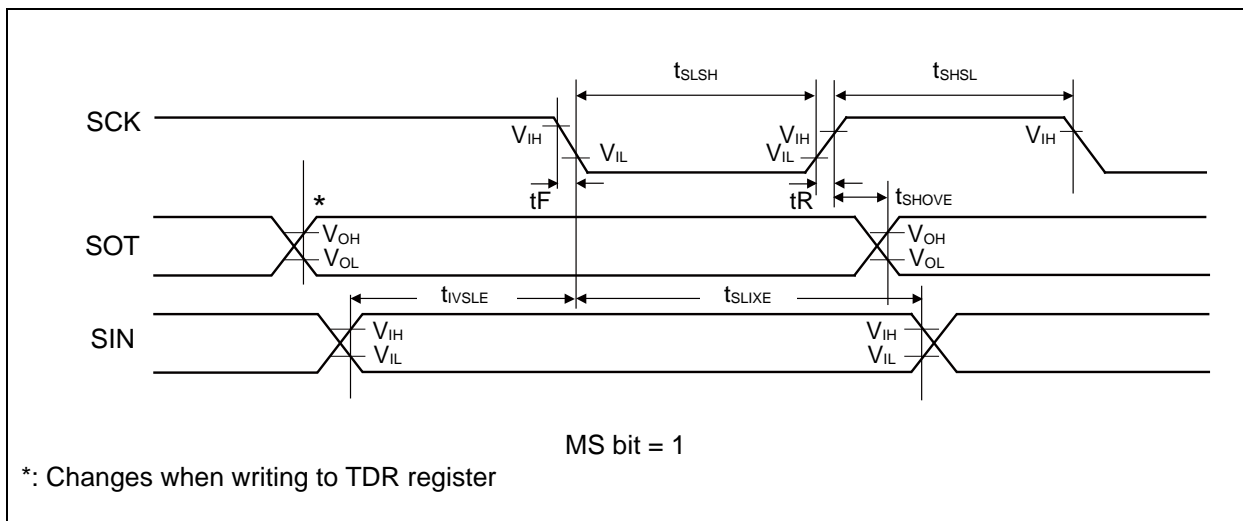 tSLSH
tSHSL
SCK
VIH
VIL
VIH
VIL
VIH
tF
tR
tSHOVE
*
SOT
VOH
VOL
VOH
VOL
tIVSLE
tSLIXE
SIN
VIH
VIL
VIH
VIL
MS bit = 1
*: Changes when writing to TDR register